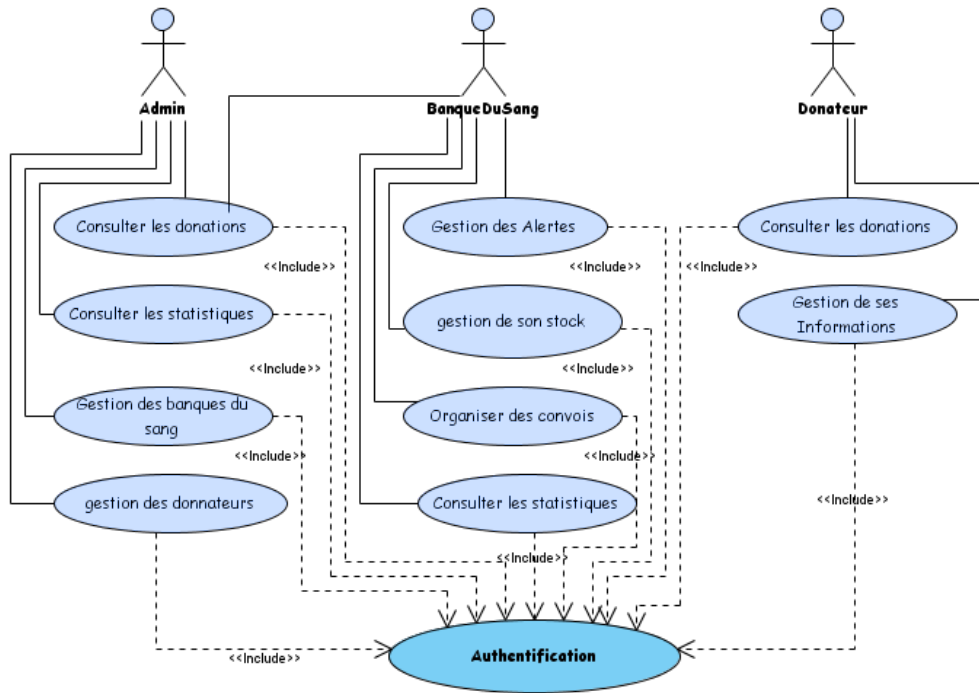 Admin
BanqueDuSang
Donateur
Consulter les donations
Gestion des Alertes
Consulter les donations
<<Include>>
<<Include>>
<<Include>>
Consulter les statistiques
gestion de son stock
Gestion de ses
Informations
<<Include>>
<<Include>>
Gestion des banques du
sang
Organiser des convois
<<Include>>
<<Include>>
gestion des donnateurs
Consulter les statistiques
<<Include>>
<<Include>>
<<Include>>
Authentification